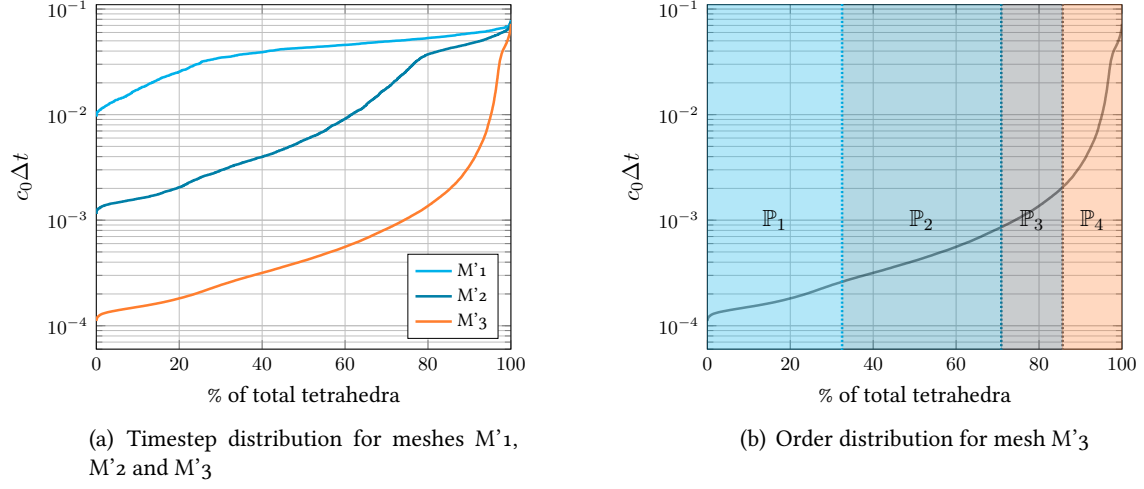 10⁻¹
10⁻²
10⁻³
10⁻⁴
c₀Δt
0 20 40 60 80 100
% of total tetrahedra
M'1
M'2
M'3
(a) Timestep distribution for meshes M'1,
M'2 and M'3
10⁻¹
10⁻²
10⁻³
10⁻⁴
c₀Δt
ℙ₁ ℙ₂ ℙ₃ ℙ₄
0 20 40 60 80 100
% of total tetrahedra
(b) Order distribution for mesh M'3